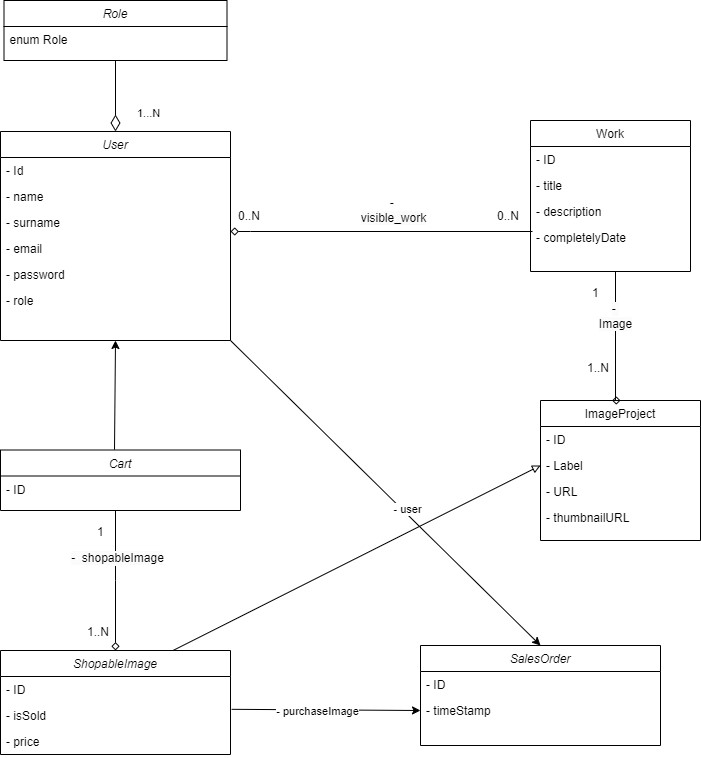 Role
enum Role
1...N
User
- Id
- name
- surname
- email
- password
- role
0..N
-
visible_work
0..N
Work
- ID
- title
- description
- completelyDate
1
-
Image
1..N
ImageProject
- ID
- Label
- URL
- thumbnailURL
Cart
- ID
- user
1
- shopableImage
1..N
ShopableImage
- ID
- isSold
- price
- purchaseImage
SalesOrder
- ID
- timeStamp